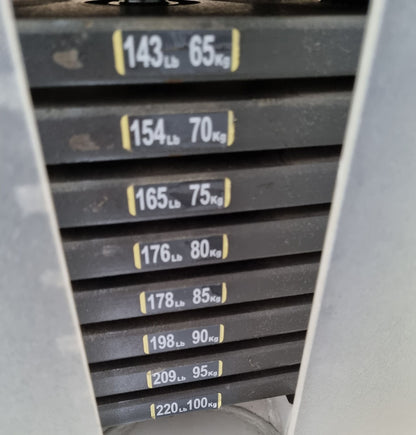 143Lb 65Kg
154Lb 70Kg
165Lb 75Kg
176Lb 80Kg
178Lb 85Kg
198Lb 90Kg
209Lb 95Kg
220Lb 100Kg